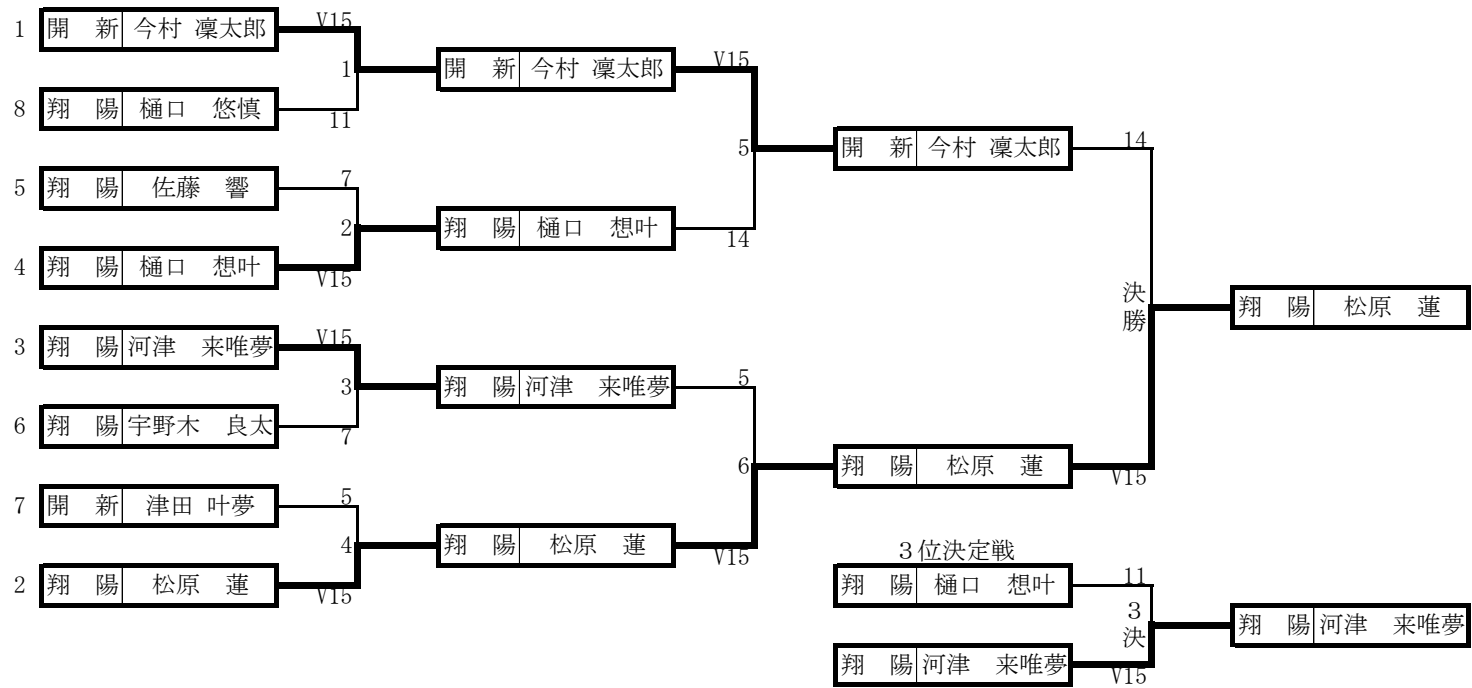 1 開 新 今村 凜太郎 V15
1
8 翔 陽 樋口 悠慎 11
開 新 今村 凜太郎 V15
5 翔 陽 佐藤 響 7
2
4 翔 陽 樋口 想叶 V15
翔 陽 樋口 想叶 14
5
開 新 今村 凜太郎 14
3 翔 陽 河津 来唯夢 V15
3
6 翔 陽 宇野木 良太 7
翔 陽 河津 来唯夢 5
7 開 新 津田 叶夢 5
4
2 翔 陽 松原 蓮 V15
翔 陽 松原 蓮 V15
6
翔 陽 松原 蓮 V15
決
勝
翔 陽 松原 蓮
3位決定戦
翔 陽 樋口 想叶 11
3
決
翔 陽 河津 来唯夢 V15
翔 陽 河津 来唯夢